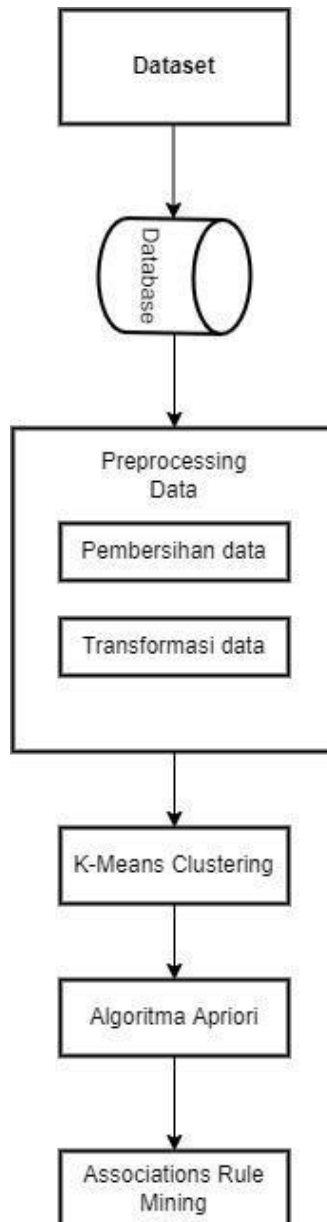 Dataset
Database
Preprocessing
Data
Pembersihan data
Transformasi data
K-Means Clustering
Algoritma Apriori
Associations Rule
Mining